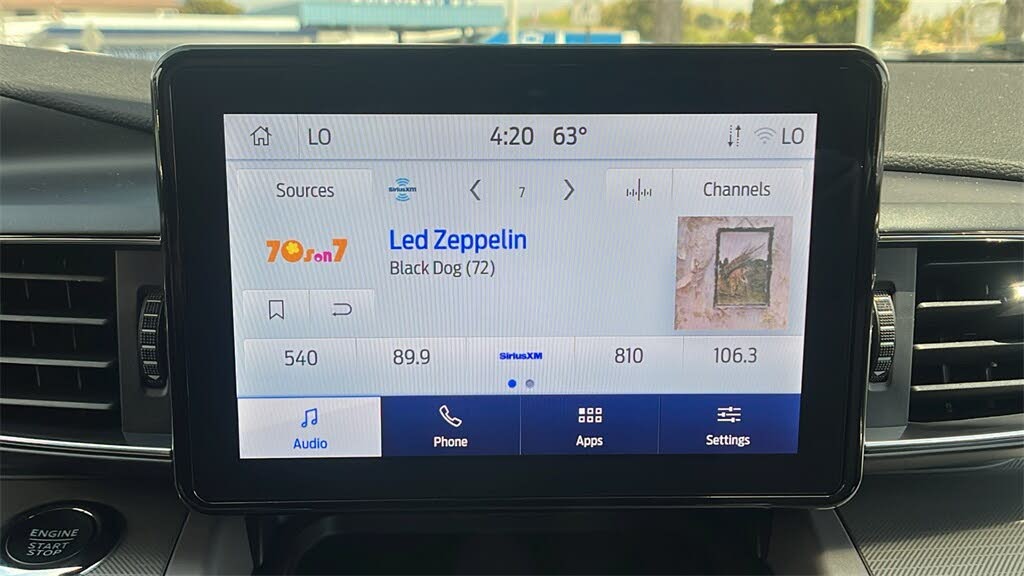 LO 4:20 63° LO
Sources SiriusXM 7 Channels
70s on 7
Led Zeppelin
Black Dog (72)
540 89.9 SiriusXM 810 106.3
Audio Phone Apps Settings
ENGINE
START
STOP